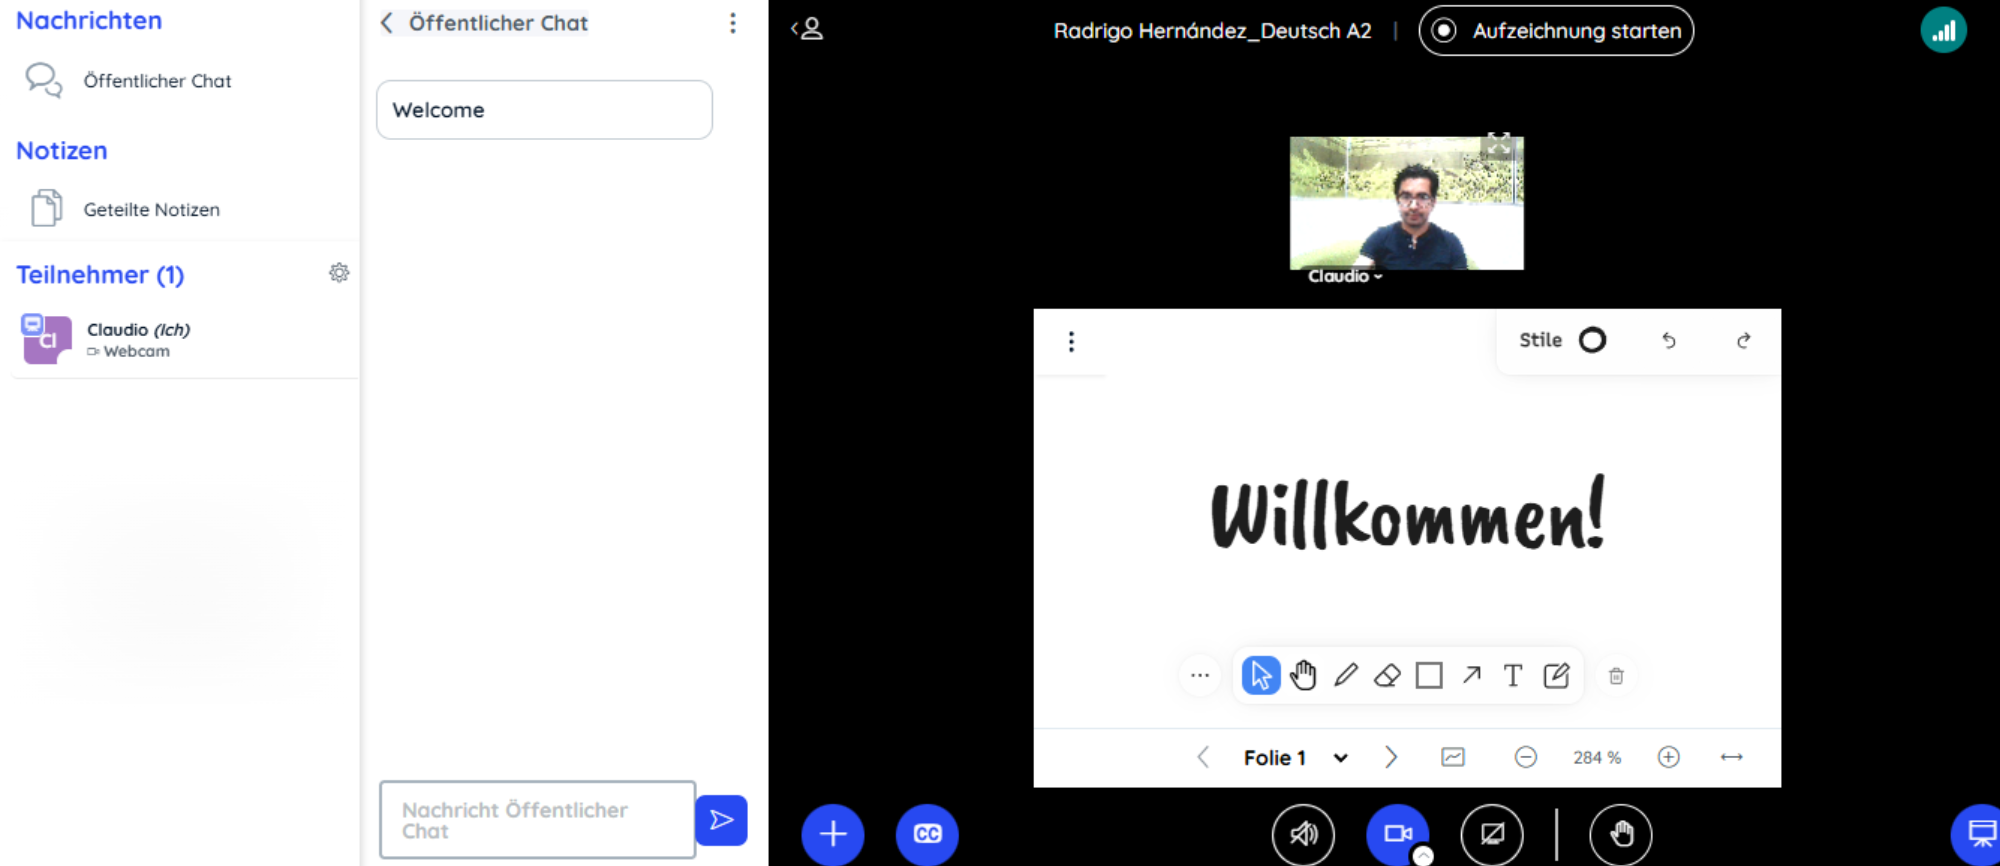 Nachrichten
Öffentlicher Chat
Notizen
Geteilte Notizen
Teilnehmer (1)
Cl
Claudio (Ich)
Webcam
Öffentlicher Chat
Welcome
Nachricht Öffentlicher
Chat
Radrigo Hernández_Deutsch A2
Aufzeichnung starten
Claudio
Stile
Willkommen!
T
Folie 1
284 %
CC